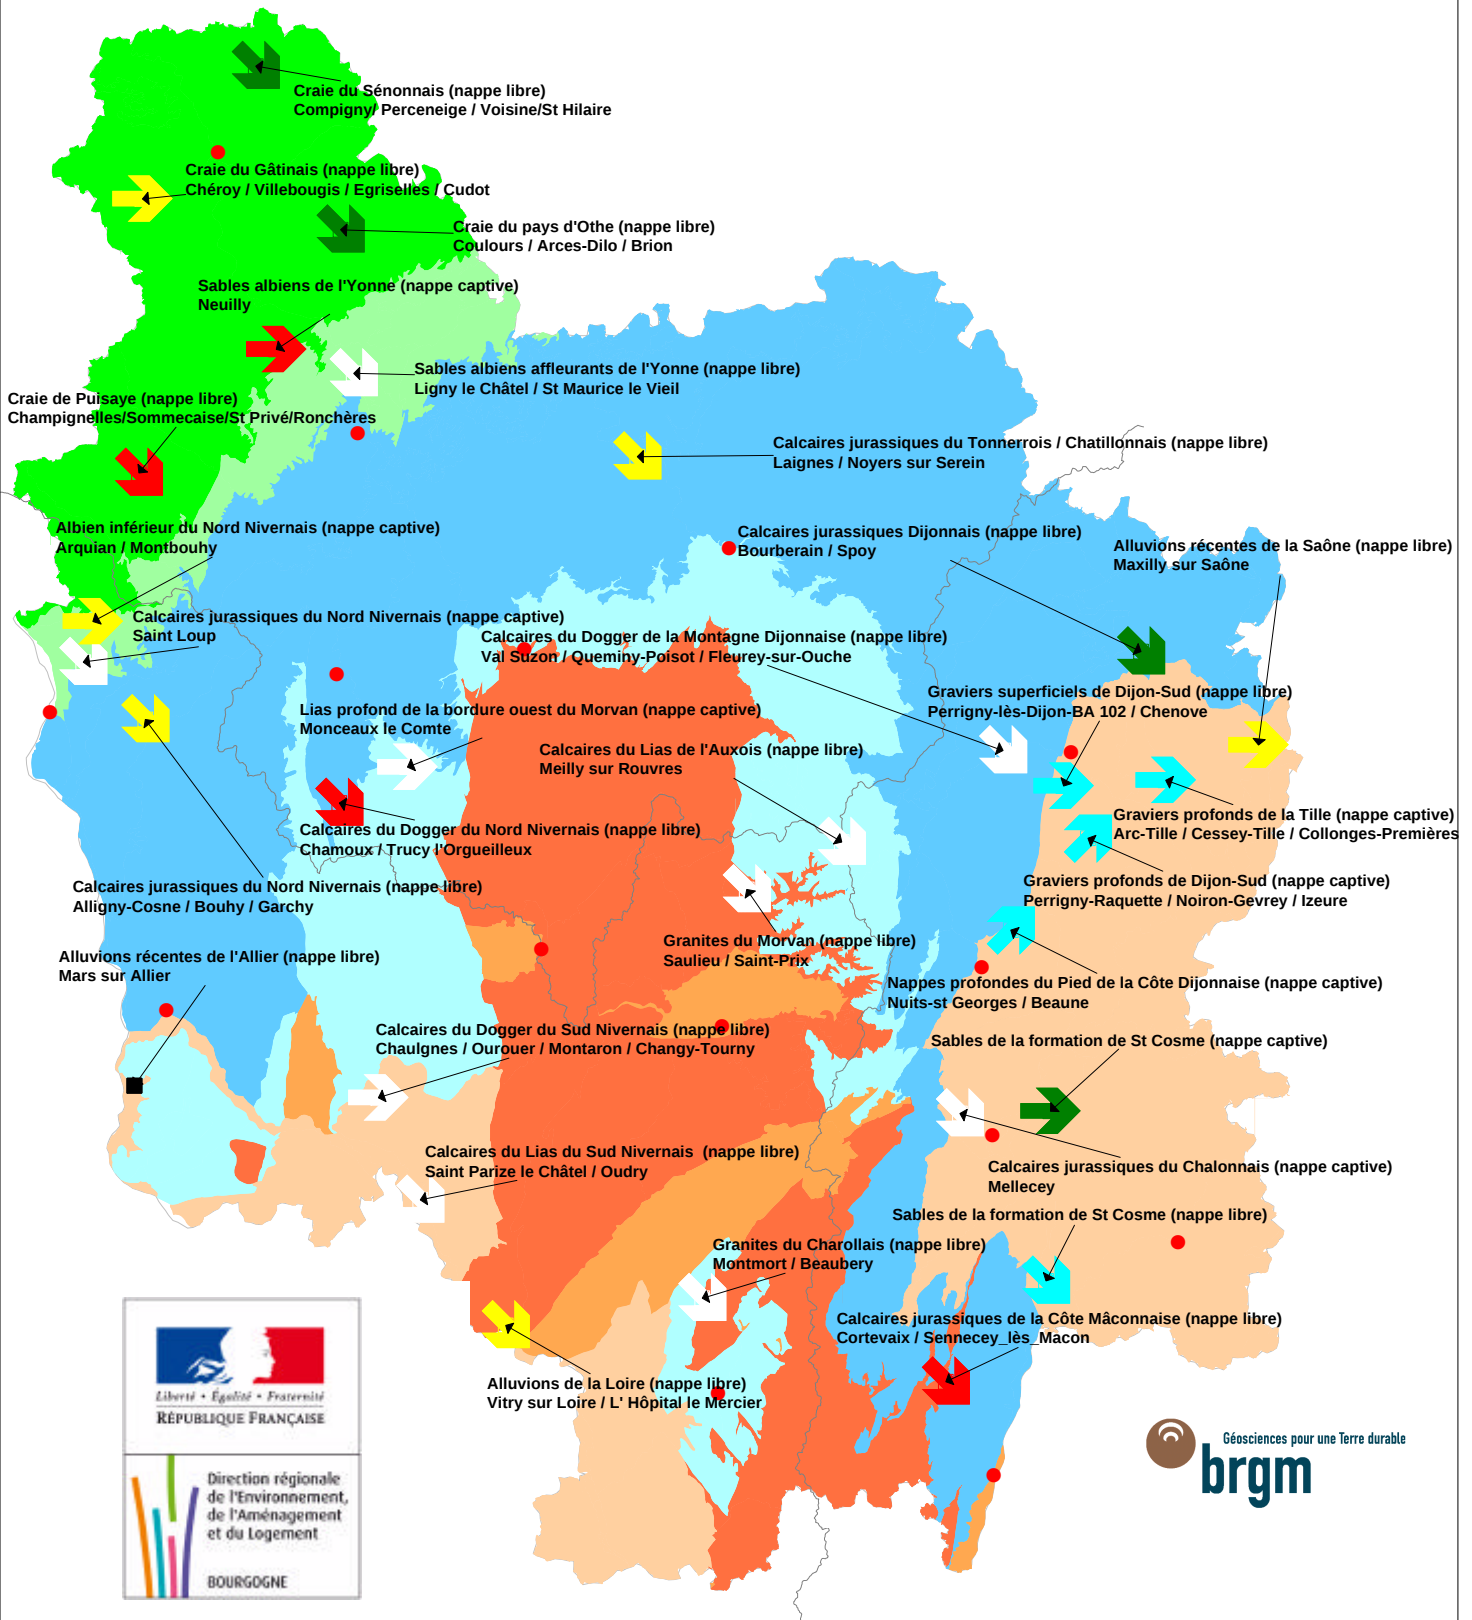 Craie du Sénonnais (nappe libre)
Compigny/ Perceneige / Voisine/St Hilaire
Craie du Gâtinais (nappe libre)
Chéroy / Villebougis / Egriselles / Cudot
Craie du pays d'Othe (nappe libre)
Coulours / Arces-Dilo / Brion
Sables albiens de l'Yonne (nappe captive)
Neuilly
Sables albiens affleurants de l'Yonne (nappe libre)
Ligny le Châtel / St Maurice le Vieil
Craie de Puisaye (nappe libre)
Champignelles/Sommecaise/St Privé/Ronchères
Calcaires jurassiques du Tonnerrois / Chatillonnais (nappe libre)
Laignes / Noyers sur Serein
Albien inférieur du Nord Nivernais (nappe captive)
Arquian / Montbouhy
Calcaires jurassiques Dijonnais (nappe libre)
Bourberain / Spoy
Alluvions récentes de la Saône (nappe libre)
Maxilly sur Saône
Calcaires jurassiques du Nord Nivernais (nappe captive)
Saint Loup
Calcaires du Dogger de la Montagne Dijonnaise (nappe libre)
Val Suzon / Queminy-Poisot / Fleurey-sur-Ouche
Graviers superficiels de Dijon-Sud (nappe libre)
Perrigny-lès-Dijon-BA 102 / Chenove
Lias profond de la bordure ouest du Morvan (nappe captive)
Monceaux le Comte
Calcaires du Lias de l'Auxois (nappe libre)
Meilly sur Rouvres
Graviers profonds de la Tille (nappe captive)
Arc-Tille / Cessey-Tille / Collonges-Premières
Calcaires du Dogger du Nord Nivernais (nappe libre)
Chamoux / Trucy l'Orgueilleux
Graviers profonds de Dijon-Sud (nappe captive)
Perrigny-Raquette / Noiron-Gevrey / Izeure
Calcaires jurassiques du Nord Nivernais (nappe libre)
Alligny-Cosne / Bouhy / Garchy
Granites du Morvan (nappe libre)
Saulieu / Saint-Prix
Alluvions récentes de l'Allier (nappe libre)
Mars sur Allier
Nappes profondes du Pied de la Côte Dijonnaise (nappe captive)
Nuits-st Georges / Beaune
Calcaires du Dogger du Sud Nivernais (nappe libre)
Chaulgnes / Ourouer / Montaron / Changy-Tourny
Sables de la formation de St Cosme (nappe captive)
Calcaires du Lias du Sud Nivernais  (nappe libre)
Saint Parize le Châtel / Oudry
Calcaires jurassiques du Chalonnais (nappe captive)
Mellecey
Sables de la formation de St Cosme (nappe libre)
Granites du Charollais (nappe libre)
Montmort / Beaubery
Calcaires jurassiques de la Côte Mâconnaise (nappe libre)
Cortevaix / Sennecey_lès_Macon
Alluvions de la Loire (nappe libre)
Vitry sur Loire / L' Hôpital le Mercier
Liberté • Égalité • Fraternité
RÉPUBLIQUE FRANÇAISE
Direction régionale
de l'Environnement,
de l'Aménagement
et du Logement
BOURGOGNE
Géosciences pour une Terre durable
brgm